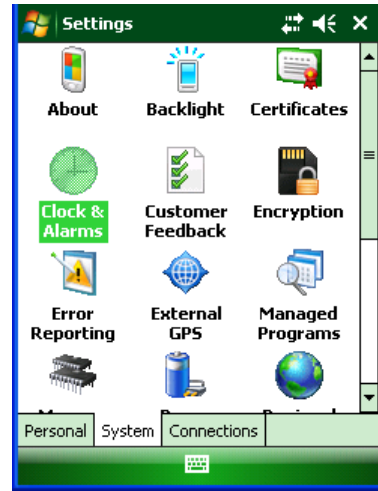 Settings
About Backlight Certificates
Clock & Customer Encryption
Alarms Feedback
Error External Managed
Reporting GPS Programs
Personal System Connections